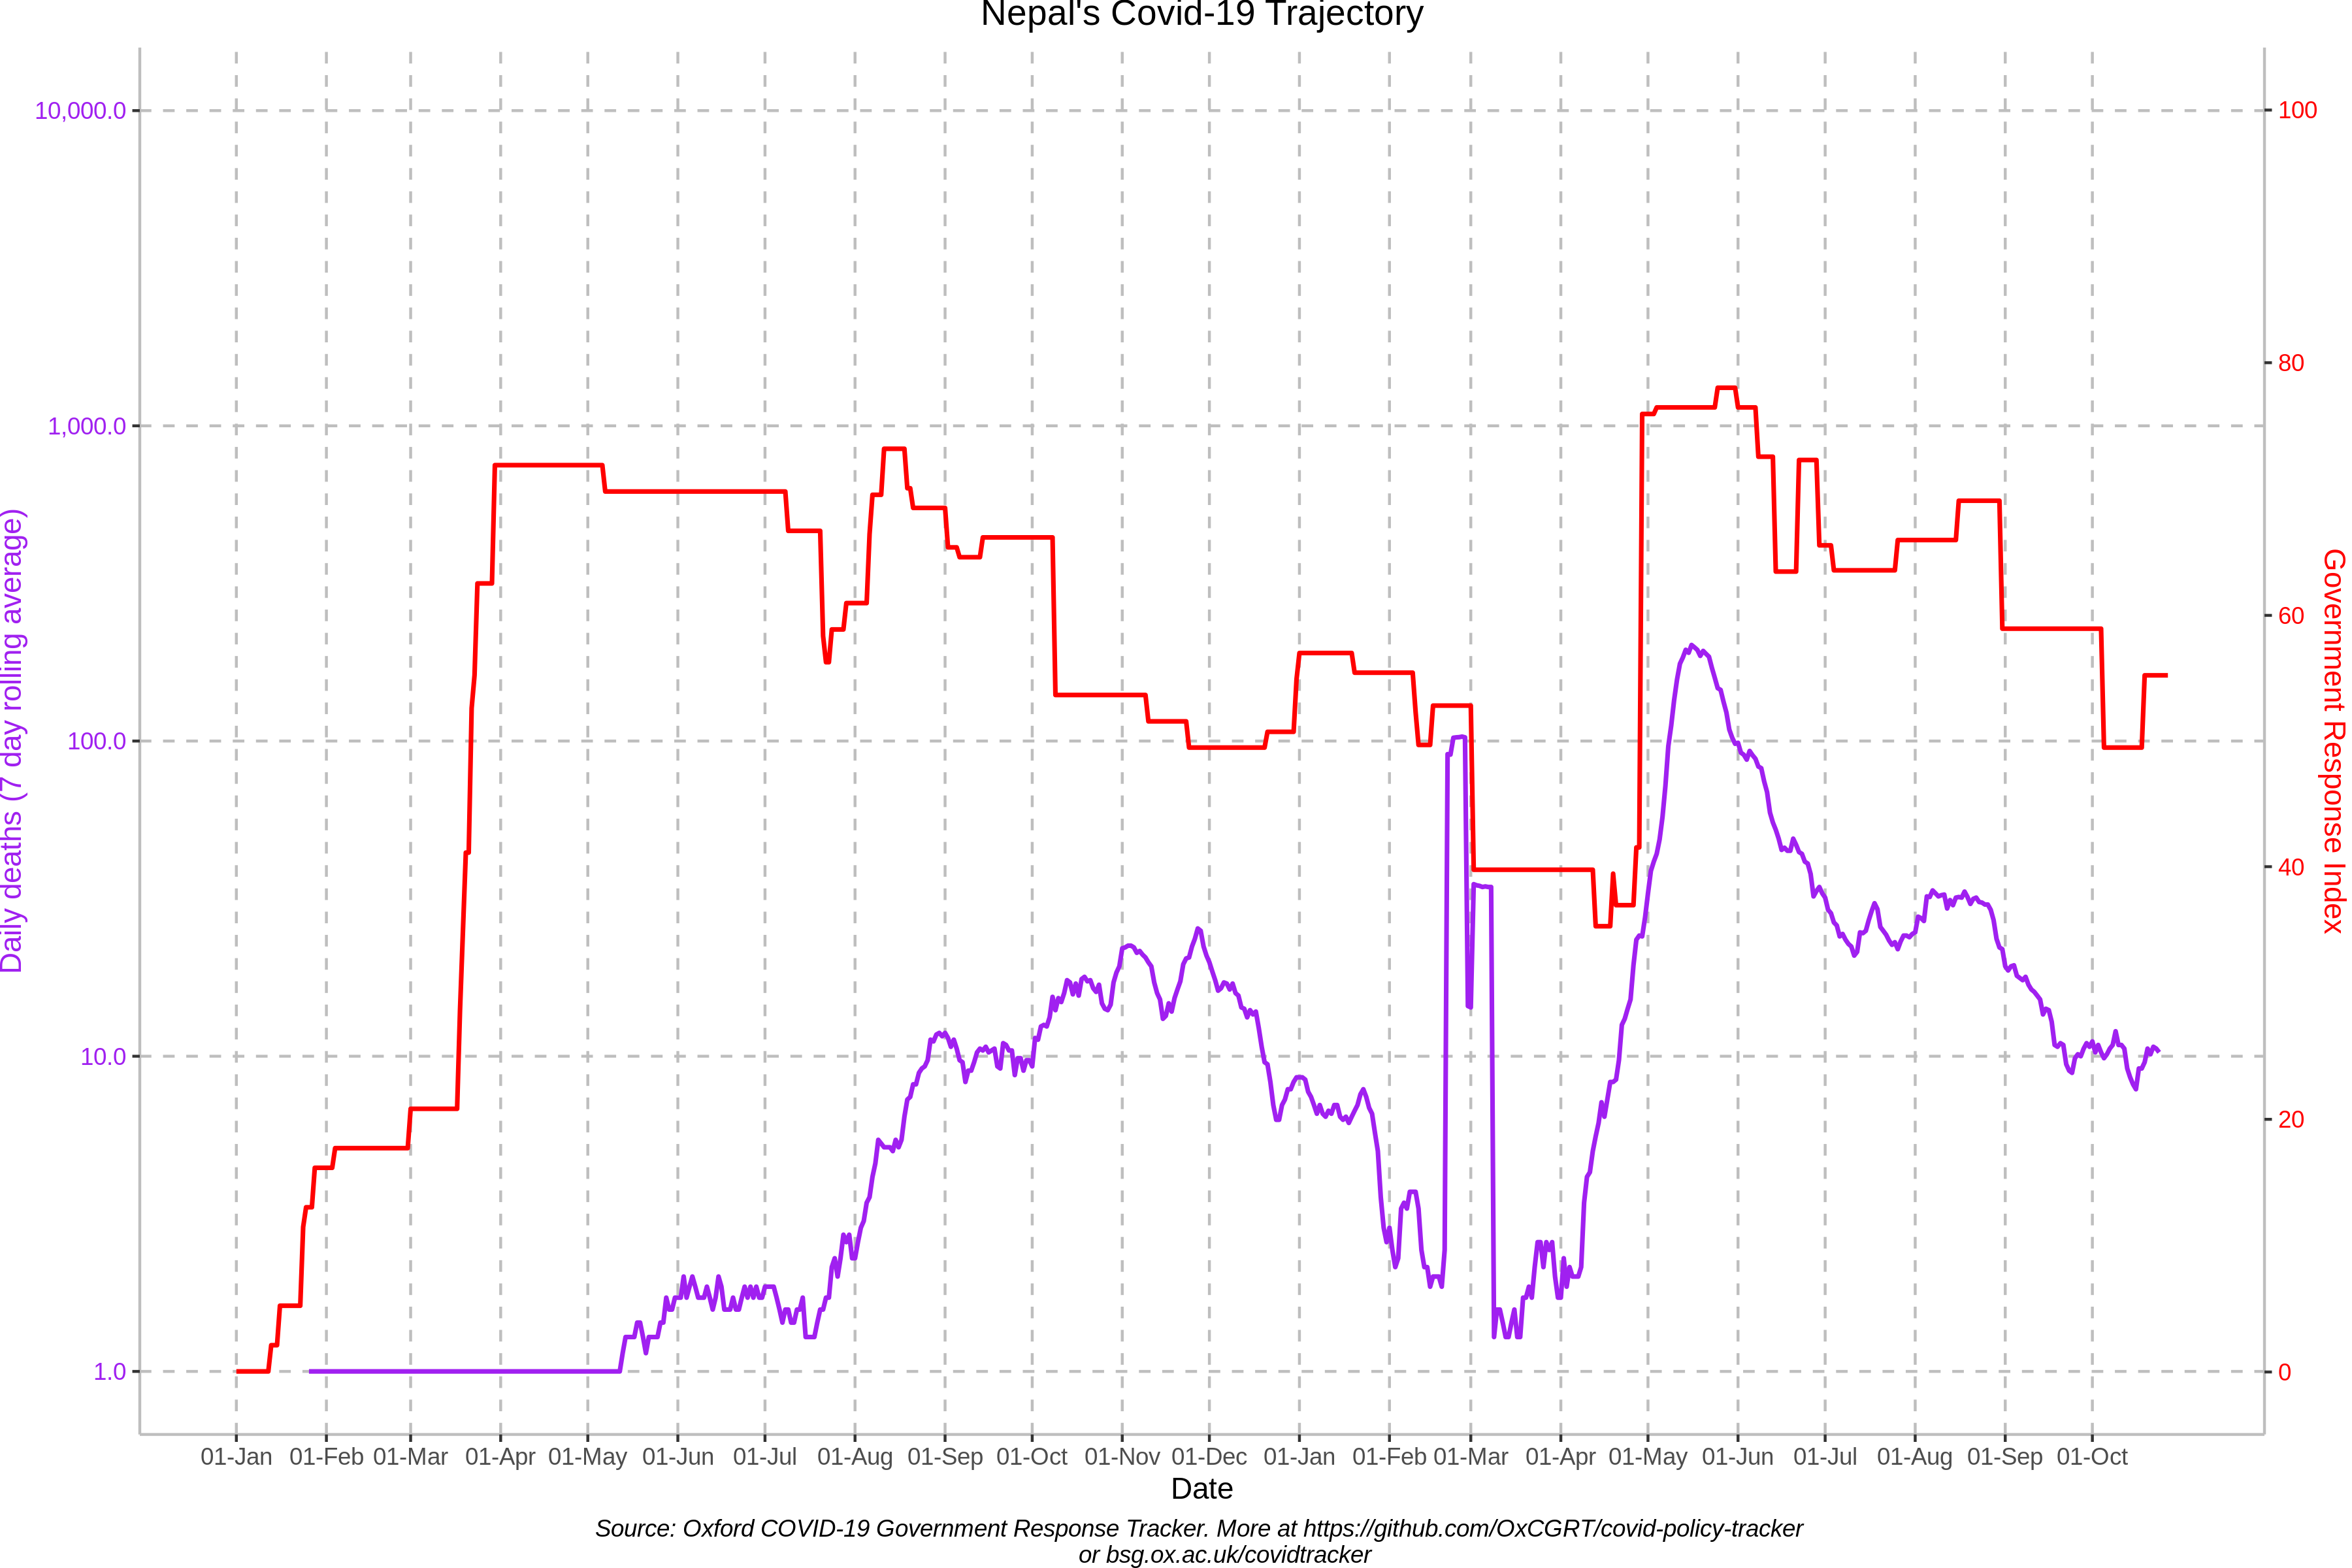 Nepal's Covid-19 Trajectory
10,000.0
1,000.0
100.0
10.0
1.0
Daily deaths (7 day rolling average)
100
80
60
40
20
0
Government Response Index
01-Jan 01-Feb 01-Mar 01-Apr 01-May 01-Jun 01-Jul 01-Aug 01-Sep 01-Oct 01-Nov 01-Dec 01-Jan 01-Feb 01-Mar 01-Apr 01-May 01-Jun 01-Jul 01-Aug 01-Sep 01-Oct
Date
Source: Oxford COVID-19 Government Response Tracker. More at https://github.com/OxCGRT/covid-policy-tracker
or bsg.ox.ac.uk/covidtracker